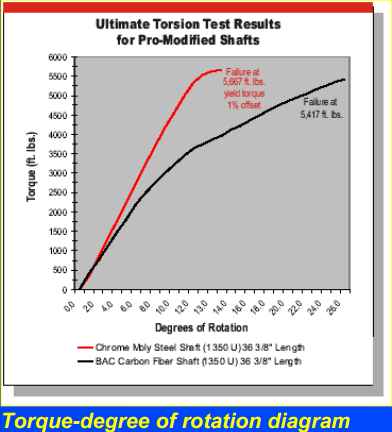 Ultimate Torsion Test Results
for Pro-Modified Shafts
Torque (ft. lbs.)
6000
5500
5000
4500
4000
3500
3000
2500
2000
1500
1000
500
0
Failure at
5,667 ft. lbs.
yield torque
1% offset
Failure at
5,417 ft. lbs.
0.0 2.0 4.0 6.0 8.0 10.0 12.0 13.0 14.0 16.0 18.0 20.0 22.0 24.0 26.0
Degrees of Rotation
Chrome Moly Steel Shaft (1350 U) 36 3/8" Length
BAC Carbon Fiber Shaft (1350 U) 36 3/8" Length
Torque-degree of rotation diagram